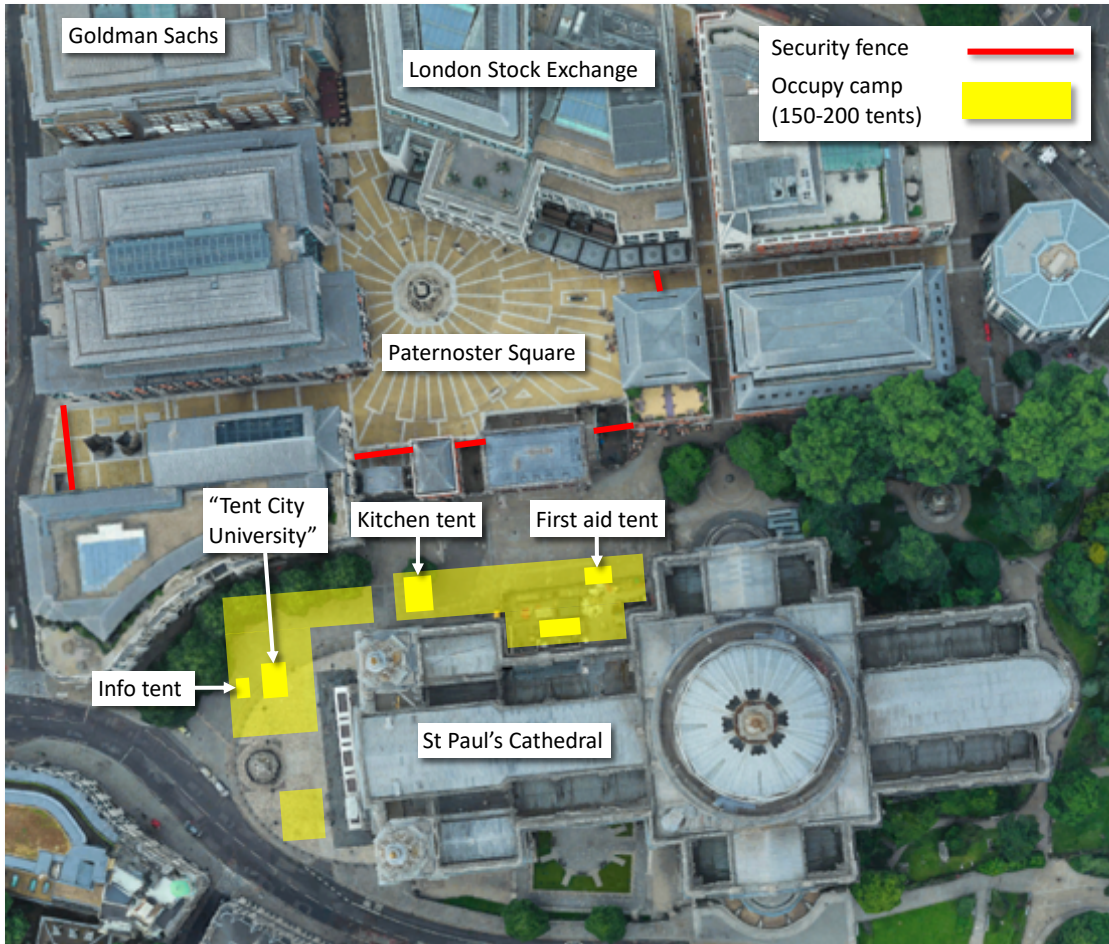 Goldman Sachs
London Stock Exchange
Security fence
Occupy camp
(150-200 tents)
Paternoster Square
“Tent City
University”
Kitchen tent
First aid tent
Info tent
St Paul’s Cathedral